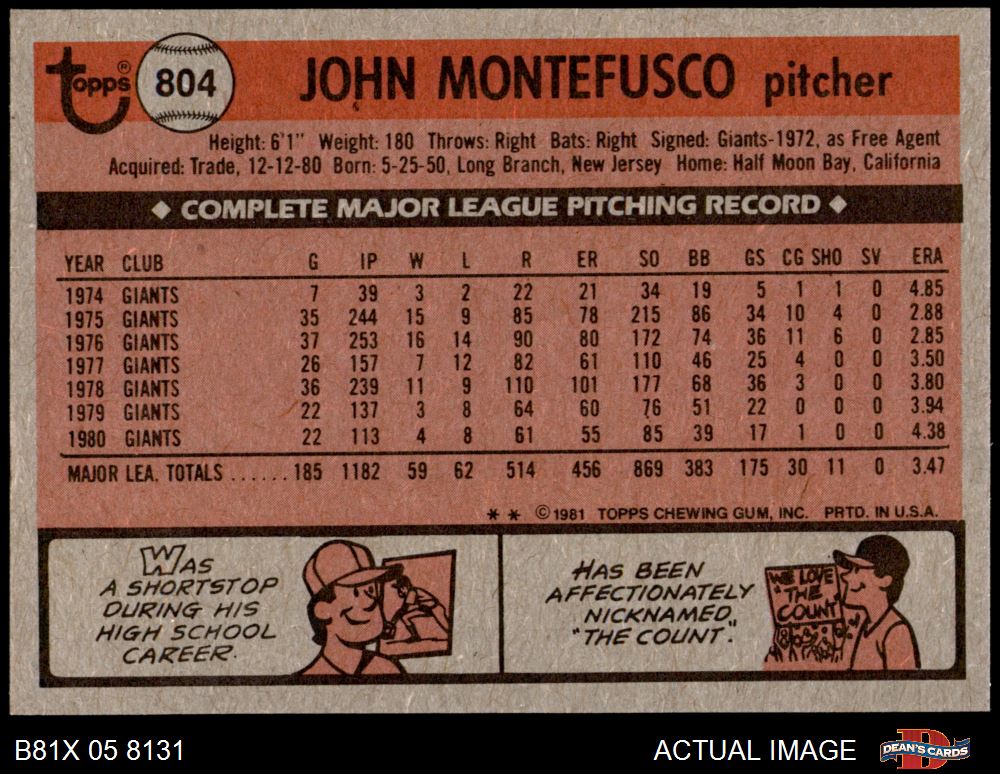 topps ®
804
JOHN MONTEFUSCO pitcher
Height: 6'1" Weight: 180 Throws: Right Bats: Right Signed: Giants-1972, as Free Agent
Acquired: Trade, 12-12-80 Born: 5-25-50, Long Branch, New Jersey Home: Half Moon Bay, California
◆ COMPLETE MAJOR LEAGUE PITCHING RECORD ◆
YEAR CLUB G IP W L R ER SO BB GS CG SHO SV ERA
1974 GIANTS 7 39 3 2 22 21 34 19 5 1 1 0 4.85
1975 GIANTS 35 244 15 9 85 78 215 86 34 10 4 0 2.88
1976 GIANTS 37 253 16 14 90 80 172 74 36 11 6 0 2.85
1977 GIANTS 26 157 7 12 82 61 110 46 25 4 0 0 3.50
1978 GIANTS 36 239 11 9 110 101 177 68 36 3 0 0 3.80
1979 GIANTS 22 137 3 8 64 60 76 51 22 0 0 0 3.94
1980 GIANTS 22 113 4 8 61 55 85 39 17 1 0 0 4.38
MAJOR LEA. TOTALS ...... 185 1182 59 62 514 456 869 383 175 30 11 0 3.47
* * ©1981 TOPPS CHEWING GUM, INC. PRTD. IN U.S.A.
WAS
A SHORTSTOP
DURING HIS
HIGH SCHOOL
CAREER.
HAS BEEN
AFFECTIONATELY
NICKNAMED
"THE COUNT".
WE LOVE
"THE
COUNT"
B81X 05 8131
ACTUAL IMAGE
DEAN'S CARDS